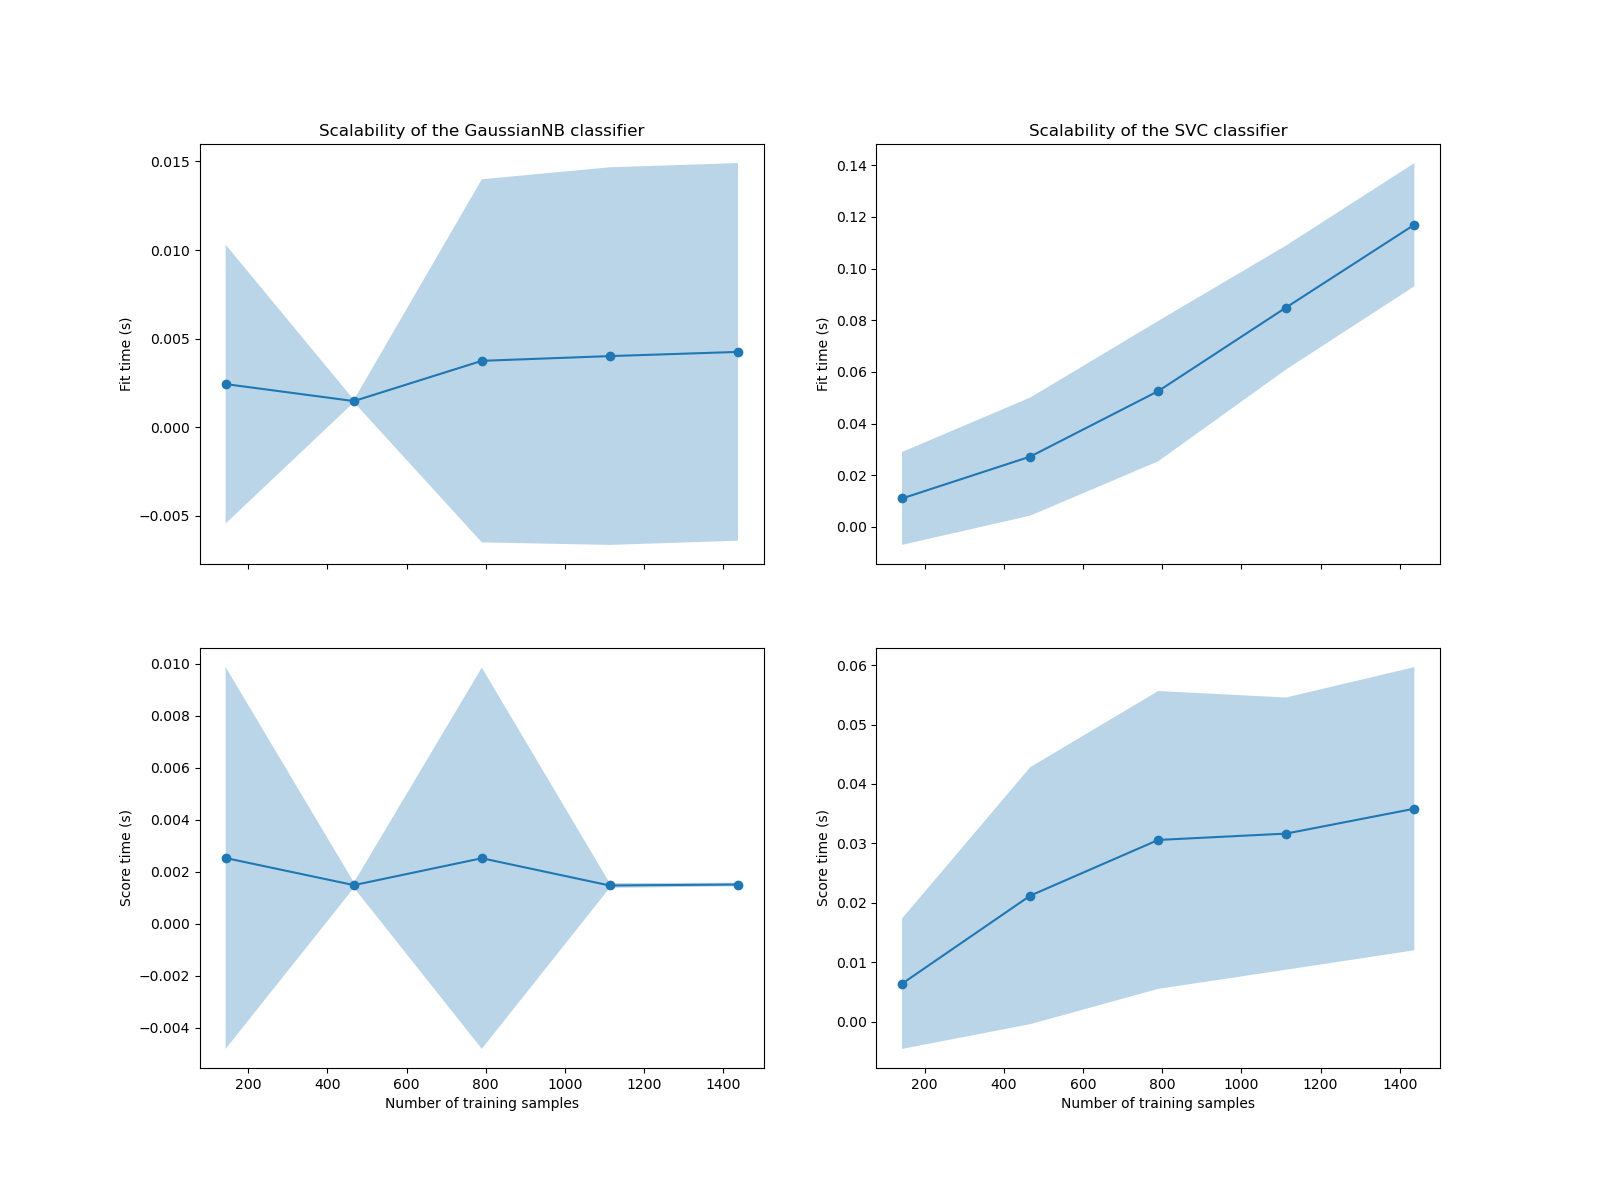 Scalability of the GaussianNB classifier
Fit time (s)
0.015
0.010
0.005
0.000
−0.005
Scalability of the SVC classifier
Fit time (s)
0.14
0.12
0.10
0.08
0.06
0.04
0.02
0.00
Score time (s)
0.010
0.008
0.006
0.004
0.002
0.000
−0.002
−0.004
200 400 600 800 1000 1200 1400
Number of training samples
Score time (s)
0.06
0.05
0.04
0.03
0.02
0.01
0.00
200 400 600 800 1000 1200 1400
Number of training samples